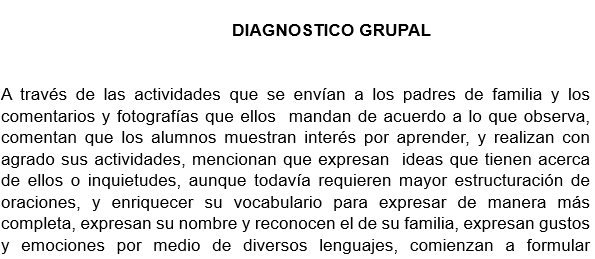 DIAGNOSTICO GRUPAL
A través de las actividades que se envían a los padres de familia y los
comentarios y fotografías que ellos mandan de acuerdo a lo que observa,
comentan que los alumnos muestran interés por aprender, y realizan con
agrado sus actividades, mencionan que expresan ideas que tienen acerca
de ellos o inquietudes, aunque todavía requieren mayor estructuración de
oraciones, y enriquecer su vocabulario para expresar de manera más
completa, expresan su nombre y reconocen el de su familia, expresan gustos
y emociones por medio de diversos lenguajes, comienzan a formular